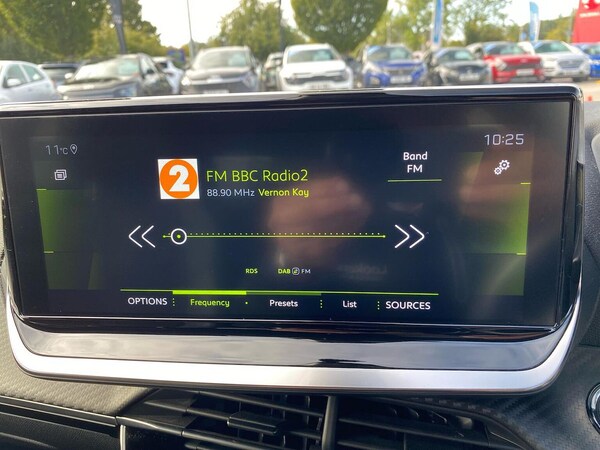 11°C
10:25
2
FM BBC Radio2
88.90 MHz Vernon Kay
Band
FM
RDS DAB FM
OPTIONS Frequency Presets List SOURCES